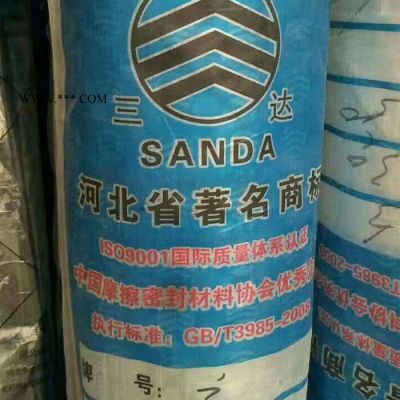 WWW.***.COM
三 达
SANDA
河北省著名商标
ISO9001国际质量体系认证
中国摩擦密封材料协会优秀
执行标准：GB/T3985-2008
牌 号：